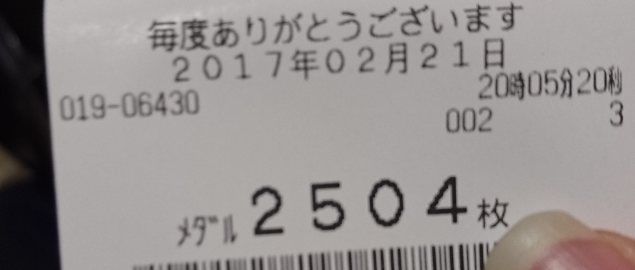 毎度ありがとうございます
2017年02月21日
20時05分20秒
019-06430
002 3
メダル 2504枚